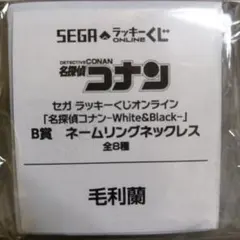 SEGA ラッキーくじ ONLINE
DETECTIVE CONAN
名探偵コナン
セガ ラッキーくじオンライン
「名探偵コナン-White&Black-」
B賞 ネームリングネックレス
全8種
毛利蘭